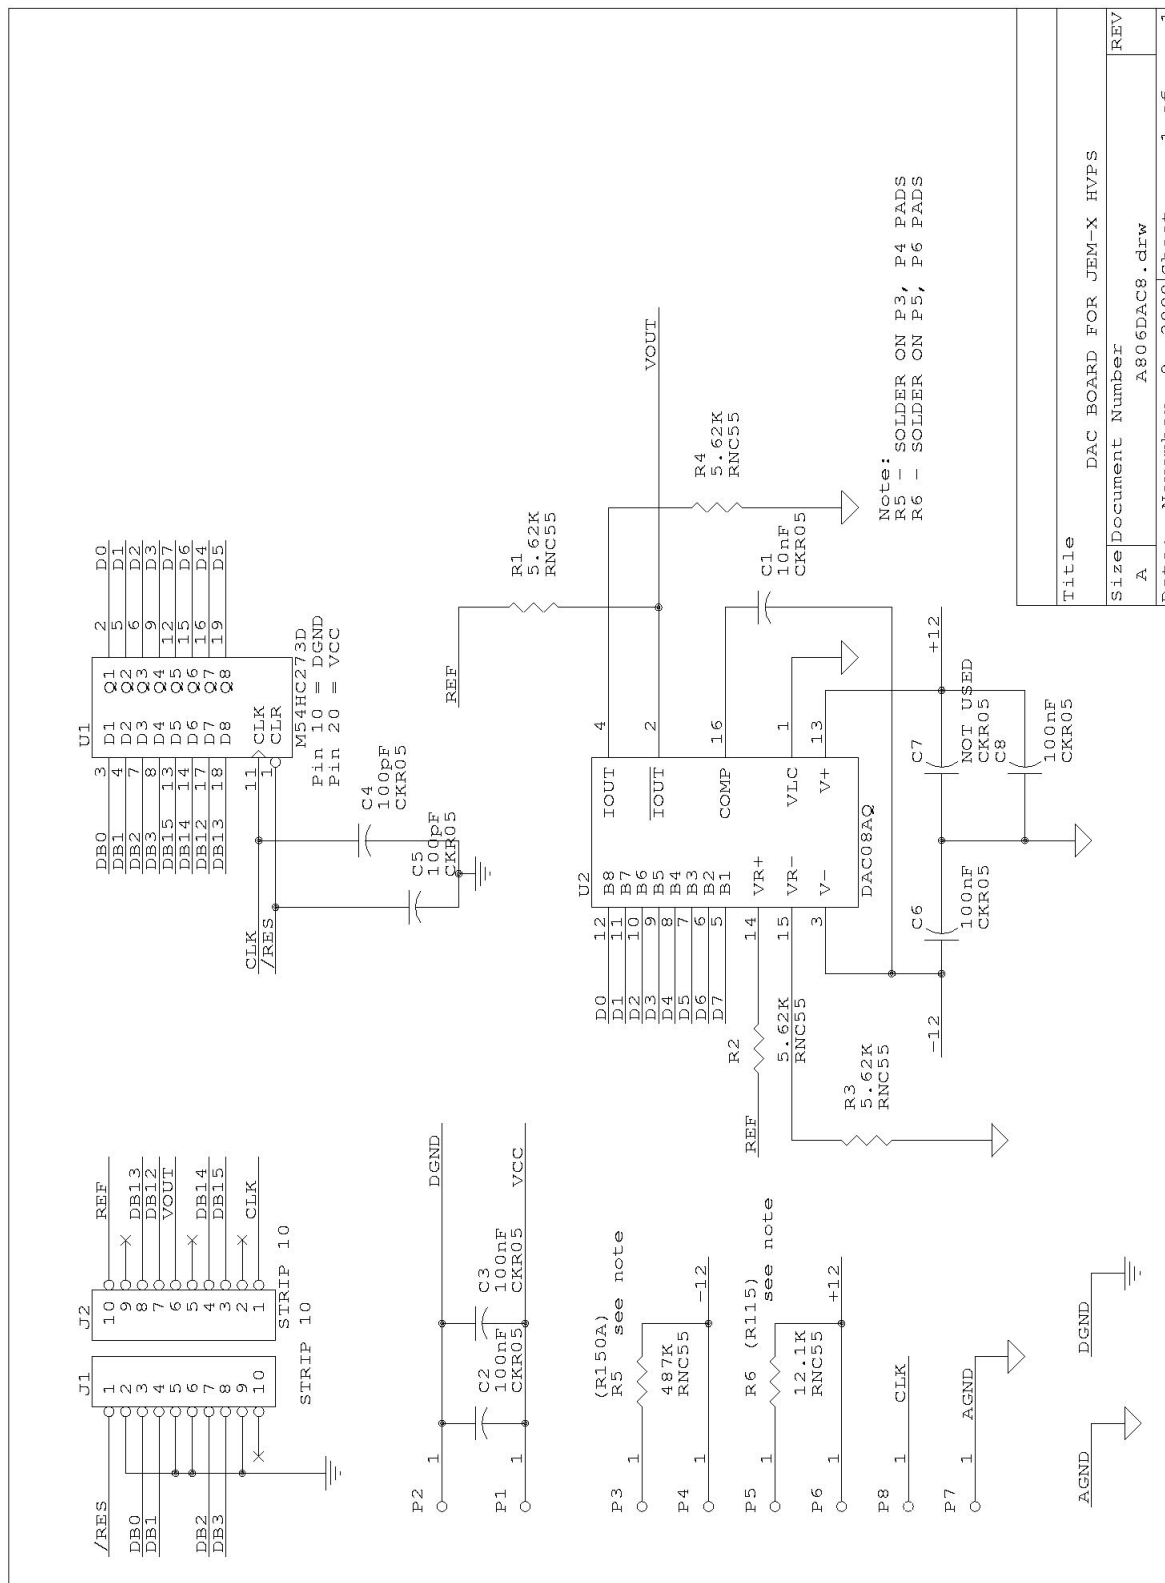 J1
1
2
3
4
5
6
7
8
9
10
STRIP 10
/RES
DB0
DB1
DB2
DB3
J2
10
9
8
7
6
5
4
3
2
1
STRIP 10
REF
DB13
DB12
VOUT
DB14
DB15
CLK
U1
DB0 3 D1 Q1 2 D0
DB1 4 D2 Q2 5 D1
DB2 7 D3 Q3 6 D2
DB3 8 D4 Q4 9 D3
DB15 13 D5 Q5 12 D7
DB14 14 D6 Q6 15 D6
DB12 17 D7 Q7 16 D4
DB13 18 D8 Q8 19 D5
CLK 11 CLK
/RES 1 CLR
M54HC273D
Pin 10 = DGND
Pin 20 = VCC
C4
100pF
CKR05
C5
100pF
CKR05
P2
1
DGND
C2
100nF
CKR05
C3
100nF
CKR05
P1
1
VCC
REF
R1
5.62K
RNC55
VOUT
U2
D0 12 B8
D1 11 B7
D2 10 B6
D3 9 B5
D4 8 B4
D5 7 B3
D6 6 B2
D7 5 B1
14 VR+
15 VR-
3 V-
IOUT 4
IOUT 2
COMP 16
VLC 1
V+ 13
DAC08AQ
R4
5.62K
RNC55
C1
10nF
CKR05
REF
R2
5.62K
RNC55
R3
5.62K
RNC55
-12
C6
100nF
CKR05
C7
NOT USED
CKR05
C8
100nF
CKR05
+12
P3
1
(R150A)
R5 see note
487K
RNC55
P4
1
-12
P5
1
R6 (R115)
see note
12.1K
RNC55
P6
1
+12
P8
1
CLK
P7
1
AGND
AGND
DGND
Note:
R5 - SOLDER ON P3, P4 PADS
R6 - SOLDER ON P5, P6 PADS
Title
DAC BOARD FOR JEM-X HVPS
Size Document Number REV
A A806DAC8.drw